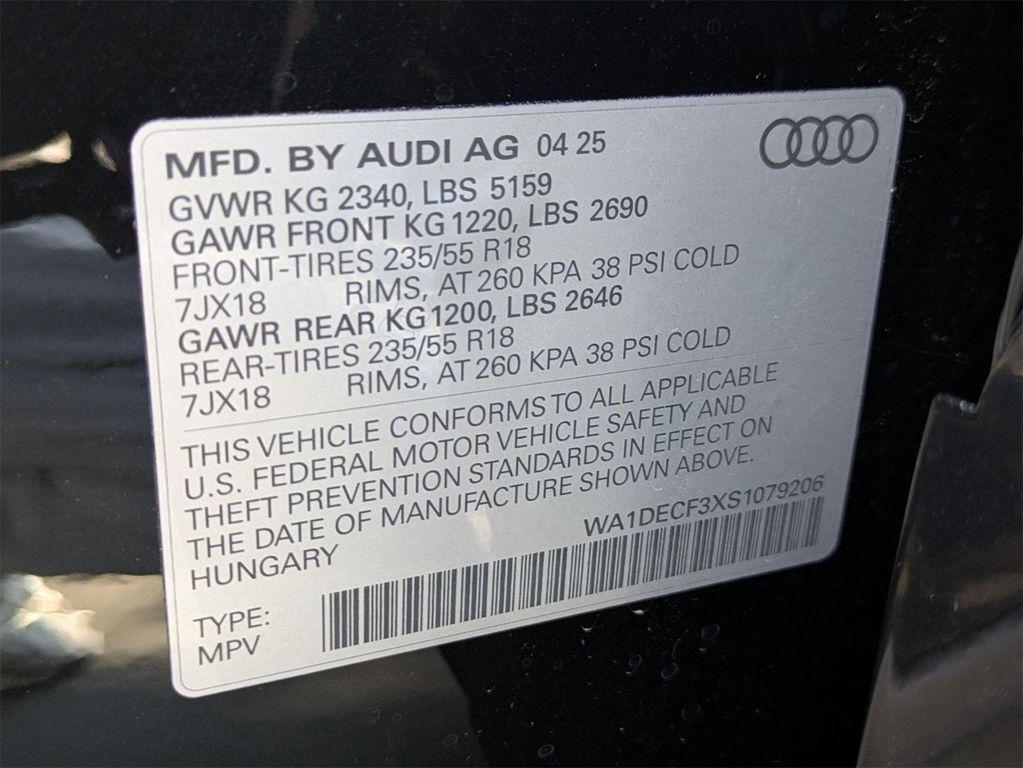 MFD. BY AUDI AG 04 25
GVWR KG 2340, LBS 5159
GAWR FRONT KG 1220, LBS 2690
FRONT-TIRES 235/55 R18
7JX18 RIMS, AT 260 KPA 38 PSI COLD
GAWR REAR KG 1200, LBS 2646
REAR-TIRES 235/55 R18
7JX18 RIMS, AT 260 KPA 38 PSI COLD
THIS VEHICLE CONFORMS TO ALL APPLICABLE
U.S. FEDERAL MOTOR VEHICLE SAFETY AND
THEFT PREVENTION STANDARDS IN EFFECT ON
THE DATE OF MANUFACTURE SHOWN ABOVE.
HUNGARY WA1DECF3XS1079206
TYPE:
MPV